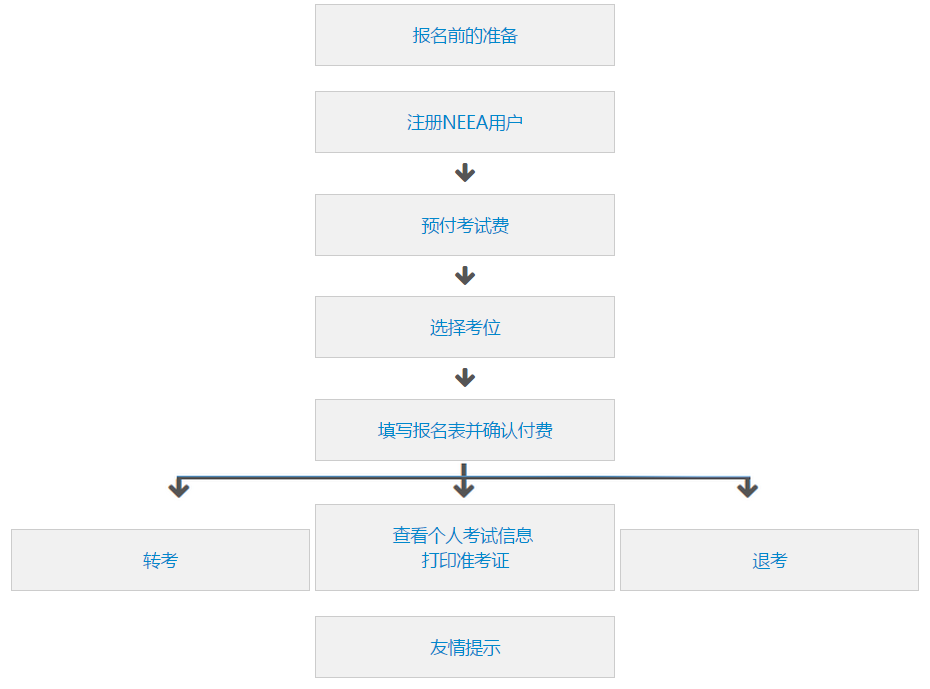 报名前的准备
注册NEEA用户
预付考试费
选择考位
填写报名表并确认付费
转考
查看个人考试信息
打印准考证
退考
友情提示